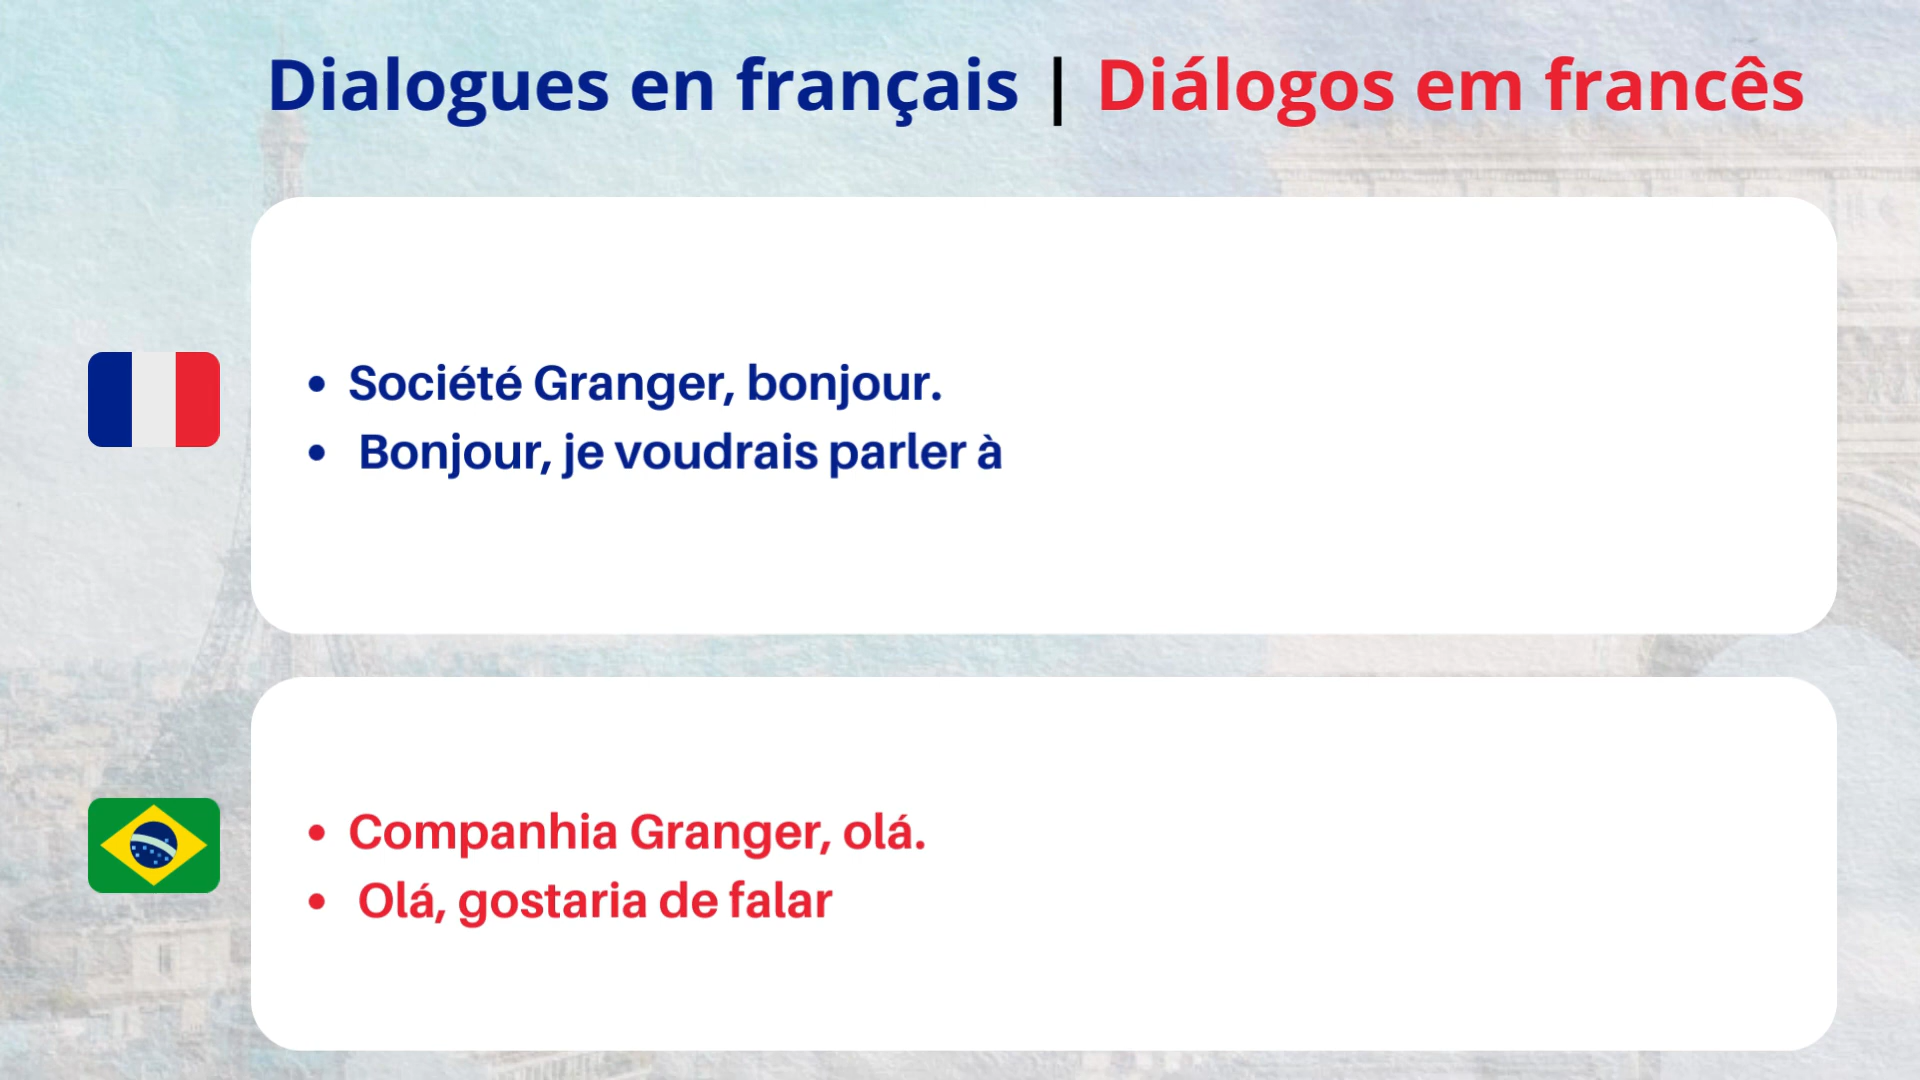 Dialogues en français | Diálogos em francês
• Société Granger, bonjour.
• Bonjour, je voudrais parler à
• Companhia Granger, olá.
• Olá, gostaria de falar